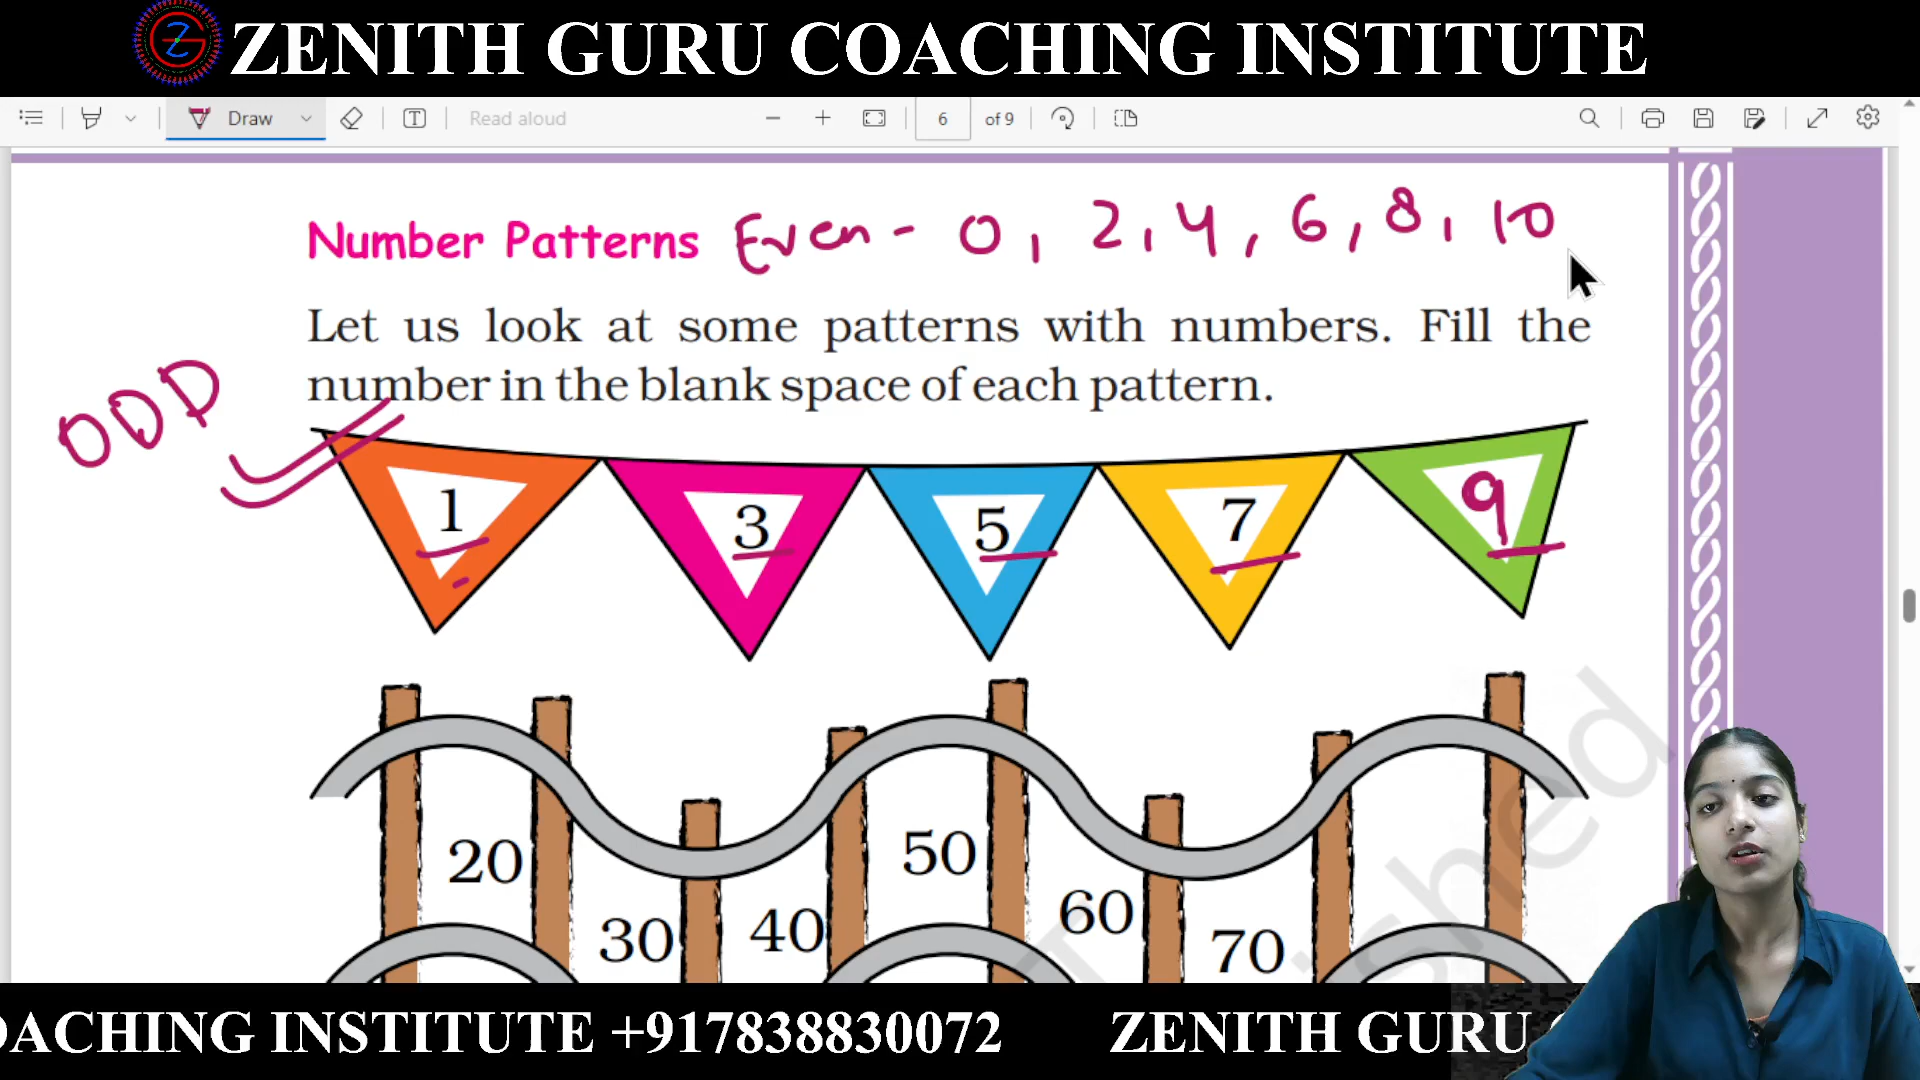 ZENITH GURU COACHING INSTITUTE
Draw
Read aloud
6 of 9
Number Patterns Even - 0, 2, 4, 6, 8, 10
Let us look at some patterns with numbers. Fill the
number in the blank space of each pattern.
ODD
1 3 5 7 9
20 30 40 50 60 70
shed
OACHING INSTITUTE +917838830072 ZENITH GURU